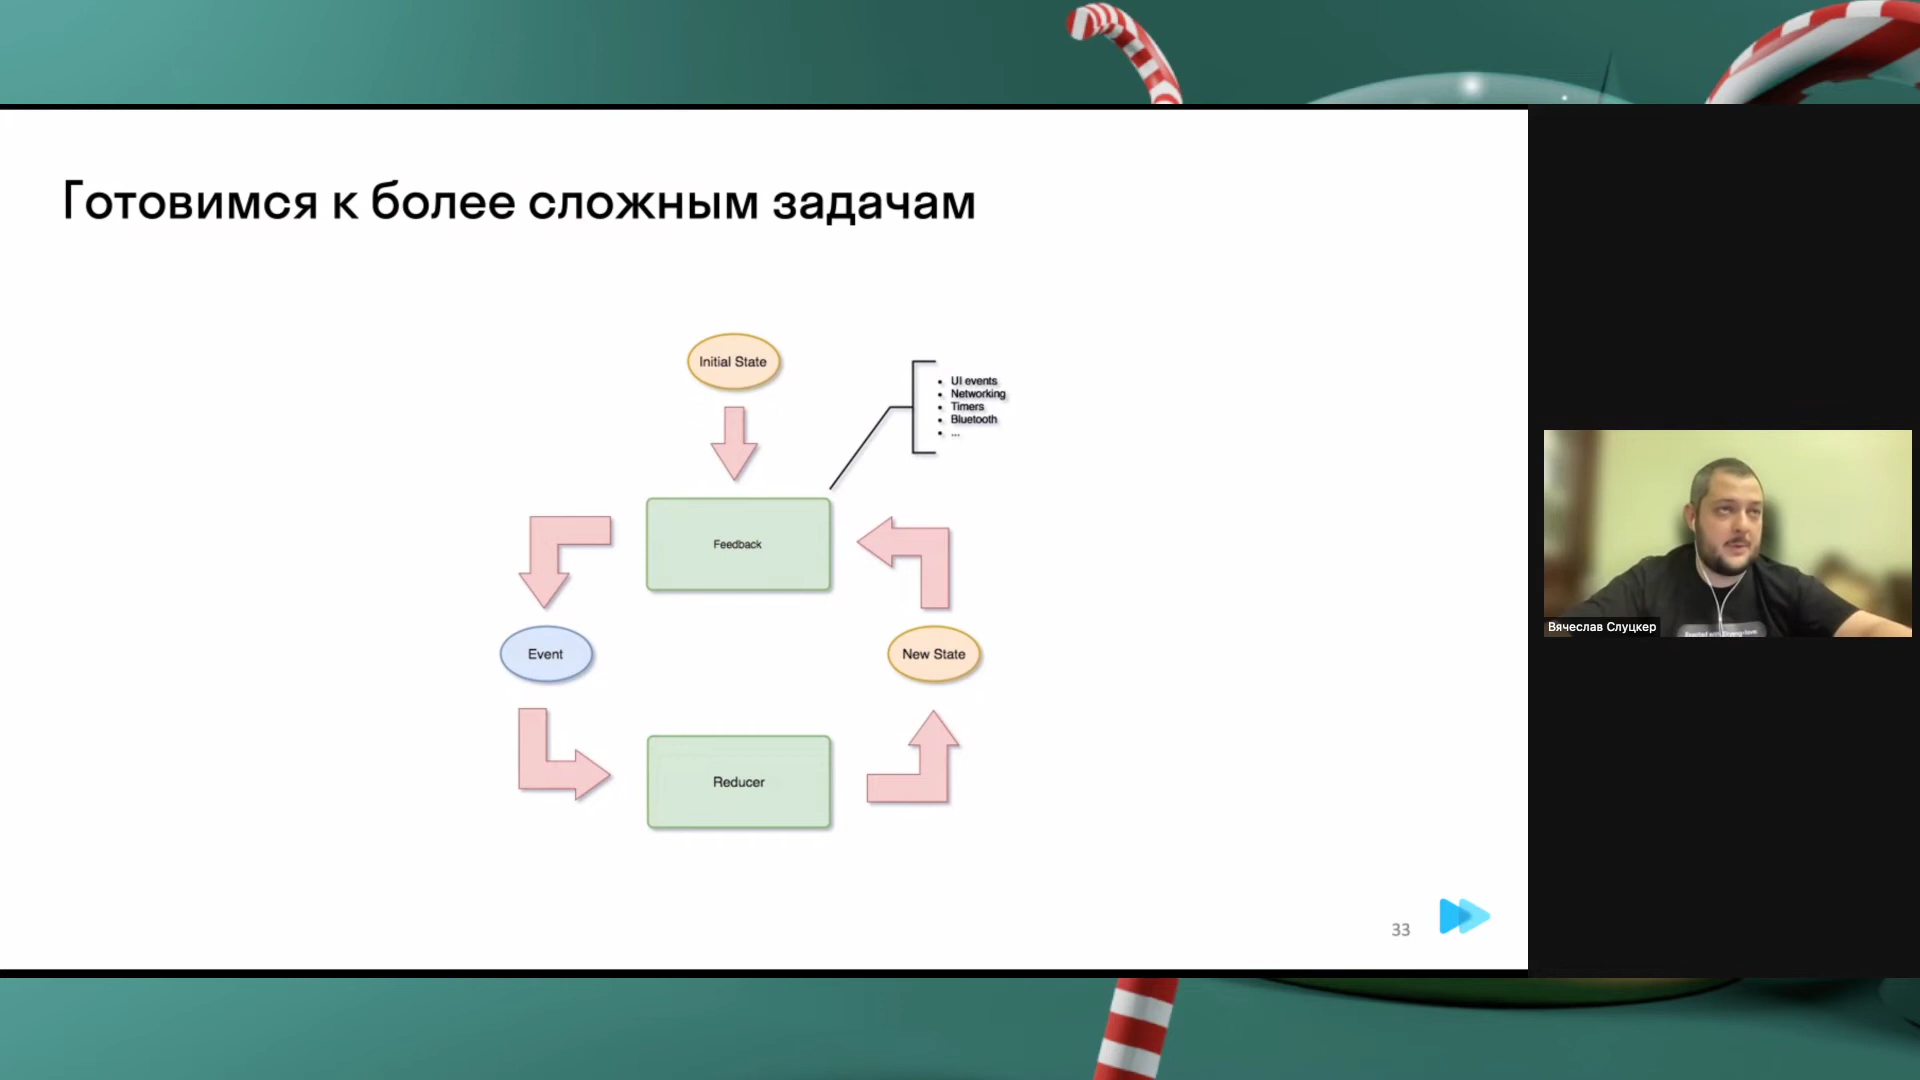 Готовимся к более сложным задачам
Initial State
UI events
Networking
Timers
Bluetooth
...
Feedback
Event
New State
Reducer
33
Вячеслав Слуцкер